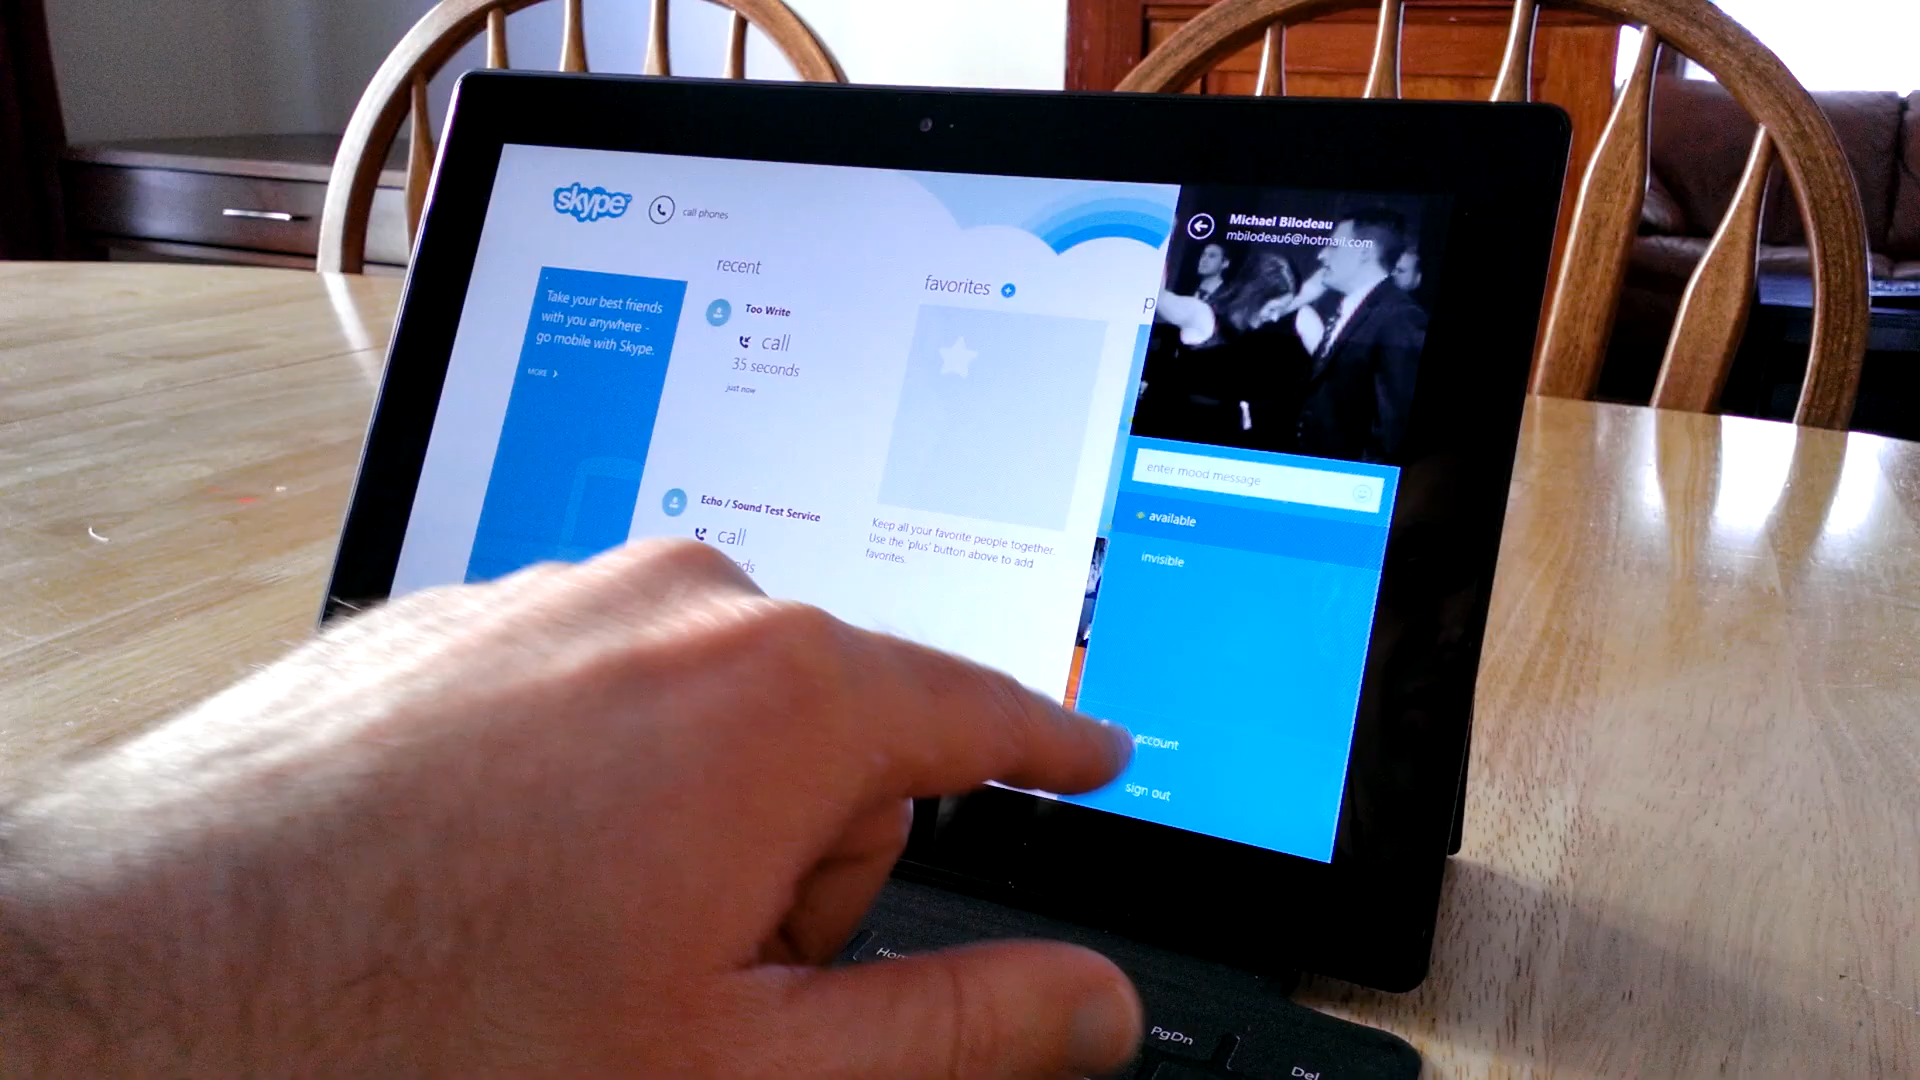 skype
call phones
Take your best friends
with you anywhere -
go mobile with Skype.
MORE
recent
Too Write
call
35 seconds
just now
Echo / Sound Test Service
call
favorites
Keep all your favorite people together.
Use the 'plus' button above to add
favorites.
p
Michael Bilodeau
mbilodeau6@hotmail.com
enter mood message
available
invisible
account
sign out
PgDn
Del